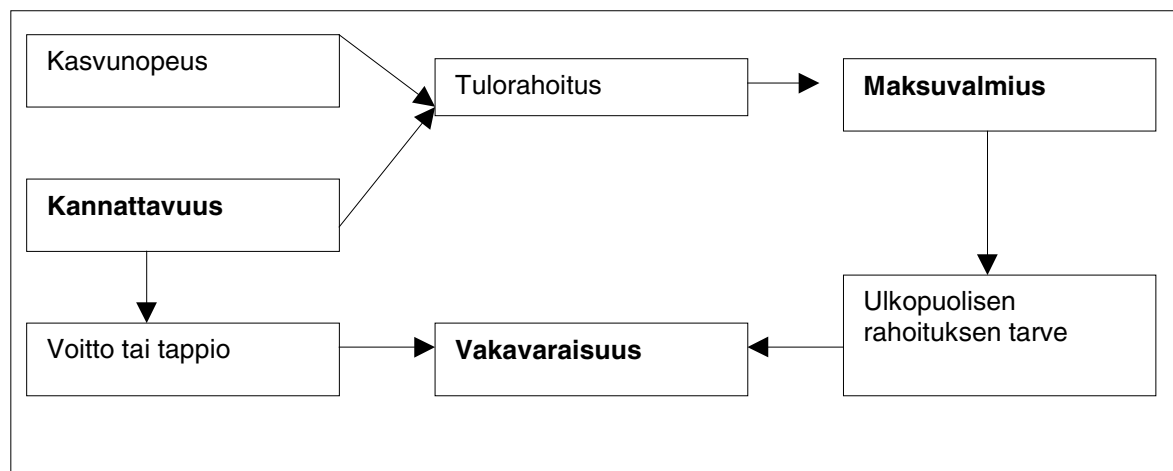 Kasvunopeus
Tulorahoitus
Maksuvalmius
Kannattavuus
Voitto tai tappio
Vakavaraisuus
Ulkopuolisen
rahoituksen tarve